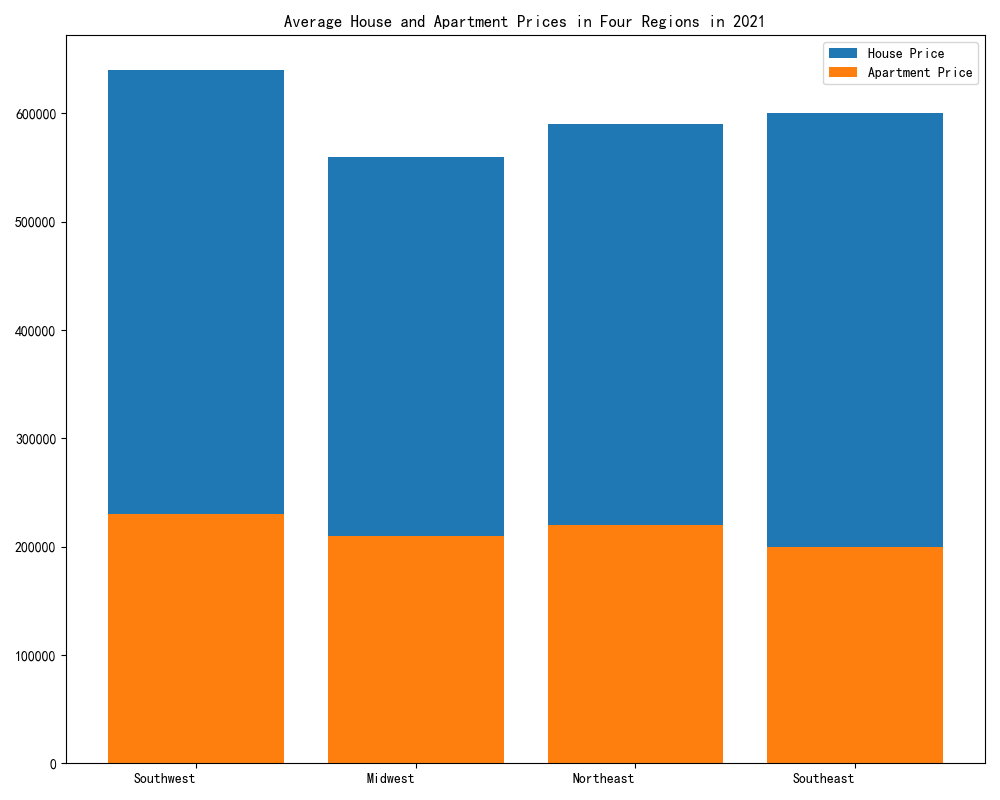 Average House and Apartment Prices in Four Regions in 2021
House Price
Apartment Price
600000
500000
400000
300000
200000
100000
0
Southwest
Midwest
Northeast
Southeast